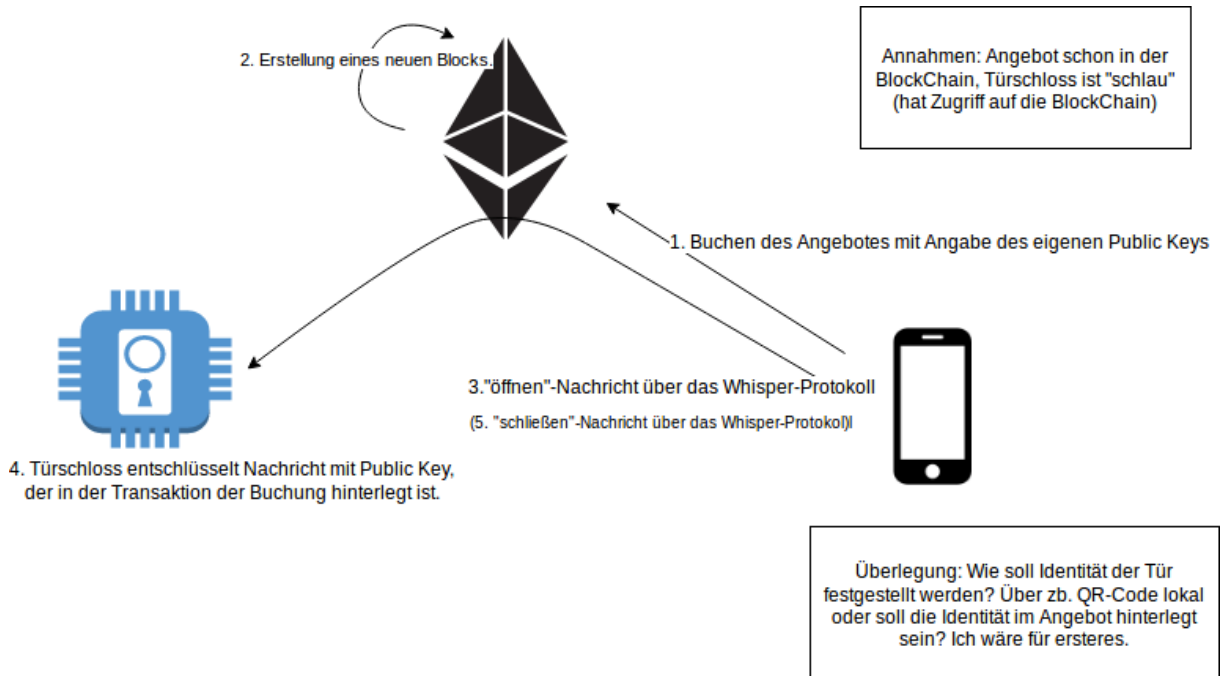 2. Erstellung eines neuen Blocks.
Annahmen: Angebot schon in der
BlockChain, Türschloss ist "schlau"
(hat Zugriff auf die BlockChain)
1. Buchen des Angebotes mit Angabe des eigenen Public Keys
3."öffnen"-Nachricht über das Whisper-Protokoll
(5. "schließen"-Nachricht über das Whisper-Protokol)l
4. Türschloss entschlüsselt Nachricht mit Public Key,
der in der Transaktion der Buchung hinterlegt ist.
Überlegung: Wie soll Identität der Tür
festgestellt werden? Über zb. QR-Code lokal
oder soll die Identität im Angebot hinterlegt
sein? Ich wäre für ersteres.